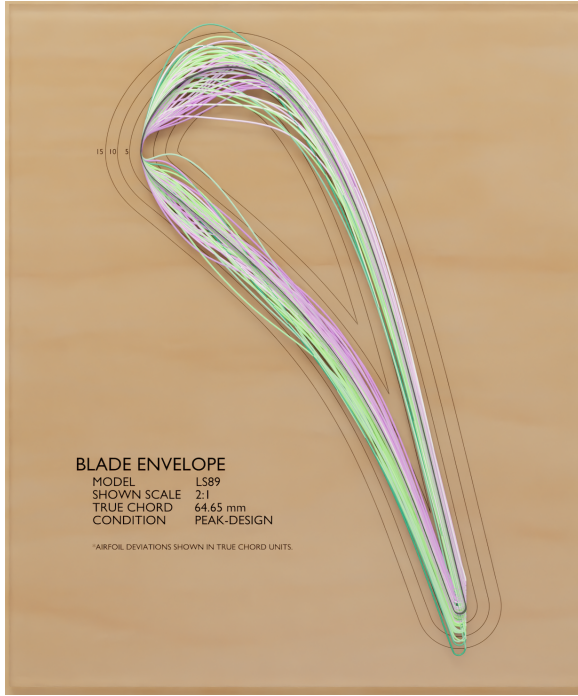 15 10 5
BLADE ENVELOPE
MODEL LS89
SHOWN SCALE 2:1
TRUE CHORD 64.65 mm
CONDITION PEAK-DESIGN
*AIRFOIL DEVIATIONS SHOWN IN TRUE CHORD UNITS.